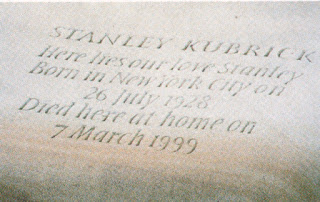 STANLEY KUBRICK
Here lies our love Stanley
Born in New York City on
26 July 1928
Died here at home on
7 March 1999